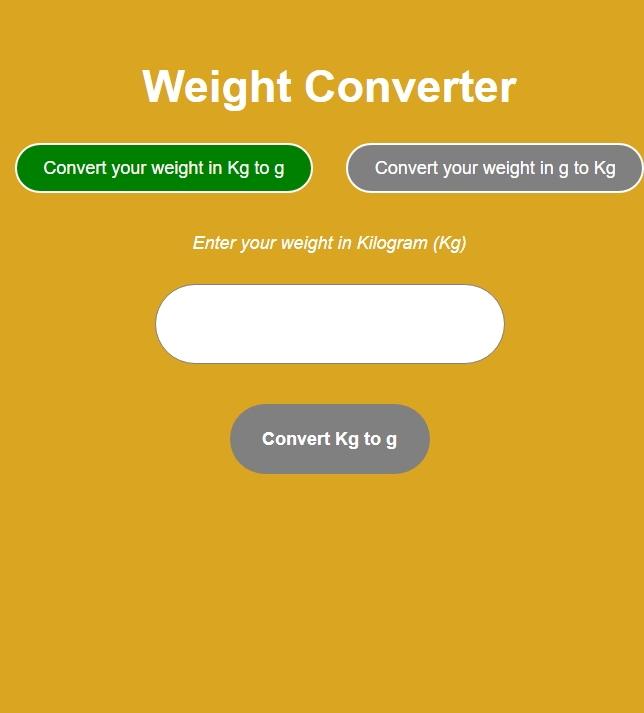 Weight Converter
Convert your weight in Kg to g
Convert your weight in g to Kg
Enter your weight in Kilogram (Kg)
Convert Kg to g